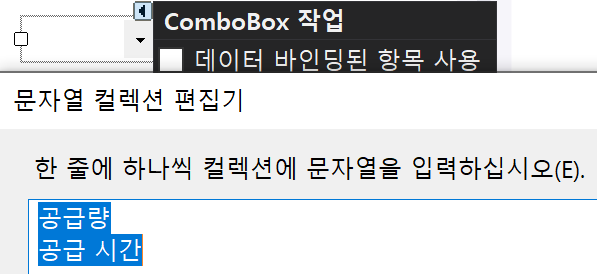 ComboBox 작업
데이터 바인딩된 항목 사용
문자열 컬렉션 편집기
한 줄에 하나씩 컬렉션에 문자열을 입력하십시오(E).
공급량
공급 시간